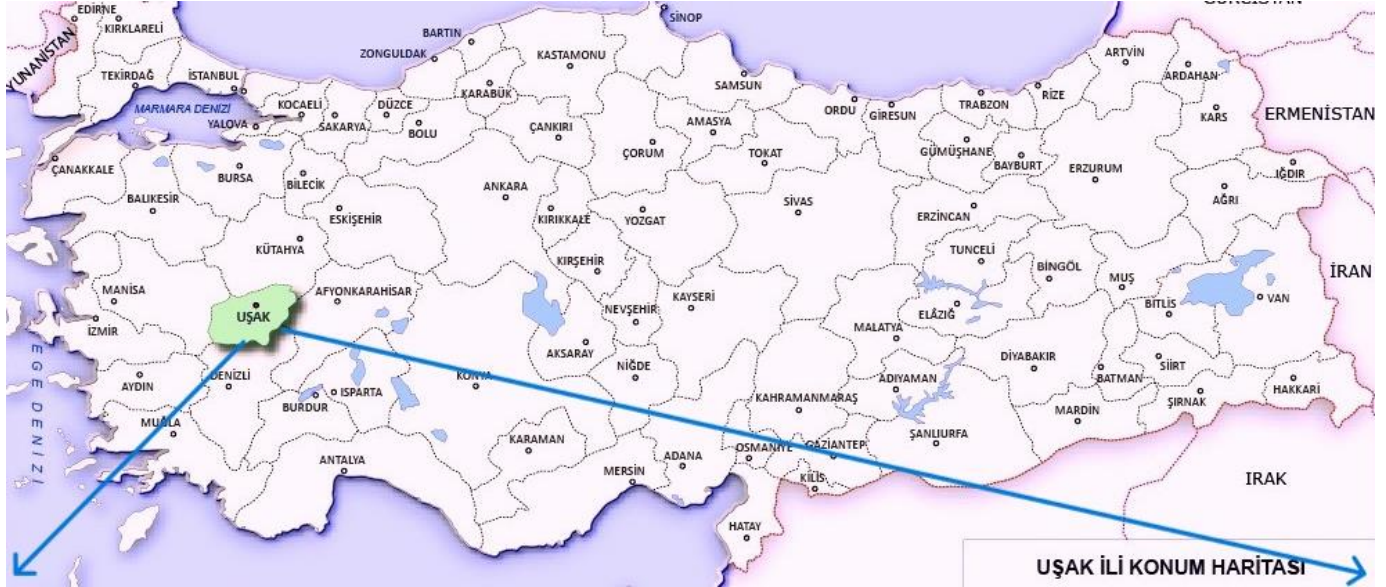 GÜRCİSTAN
EDİRNE
KIRKLARELİ
SİNOP
YUNANİSTAN
BARTIN
ZONGULDAK
KASTAMONU
ARTVİN
ARDAHAN
TEKİRDAĞ
İSTANBUL
KARABÜK
SAMSUN
RİZE
MARMARA DENİZİ
KOCAELİ
DÜZCE
ORDU
GİRESUN
TRABZON
KARS
ERMENİSTAN
YALOVA
SAKARYA
BOLU
ÇANKIRI
AMASYA
ÇORUM
TOKAT
GÜMÜŞHANE
BAYBURT
ERZURUM
ÇANAKKALE
BURSA
BİLECİK
IĞDIR
ANKARA
BALIKESİR
ESKİŞEHİR
KIRIKKALE
YOZGAT
SİVAS
ERZİNCAN
AĞRI
KÜTAHYA
TUNCELİ
KIRŞEHİR
BİNGÖL
MUŞ
İRAN
MANİSA
AFYONKARAHİSAR
NEVŞEHİR
KAYSERİ
ELÂZIĞ
BİTLİS
VAN
UŞAK
İZMİR
MALATYA
AKSARAY
DİYABAKIR
EGE DENİZİ
NİĞDE
SİİRT
AYDIN
DENİZLİ
ISPARTA
KONYA
ADIYAMAN
BATMAN
HAKKARİ
BURDUR
KAHRAMANMARAŞ
MARDİN
ŞIRNAK
MUĞLA
KARAMAN
OSMANİYE
GAZİANTEP
ŞANLIURFA
ANTALYA
MERSİN
ADANA
KİLİS
IRAK
HATAY
UŞAK İLİ KONUM HARİTASI